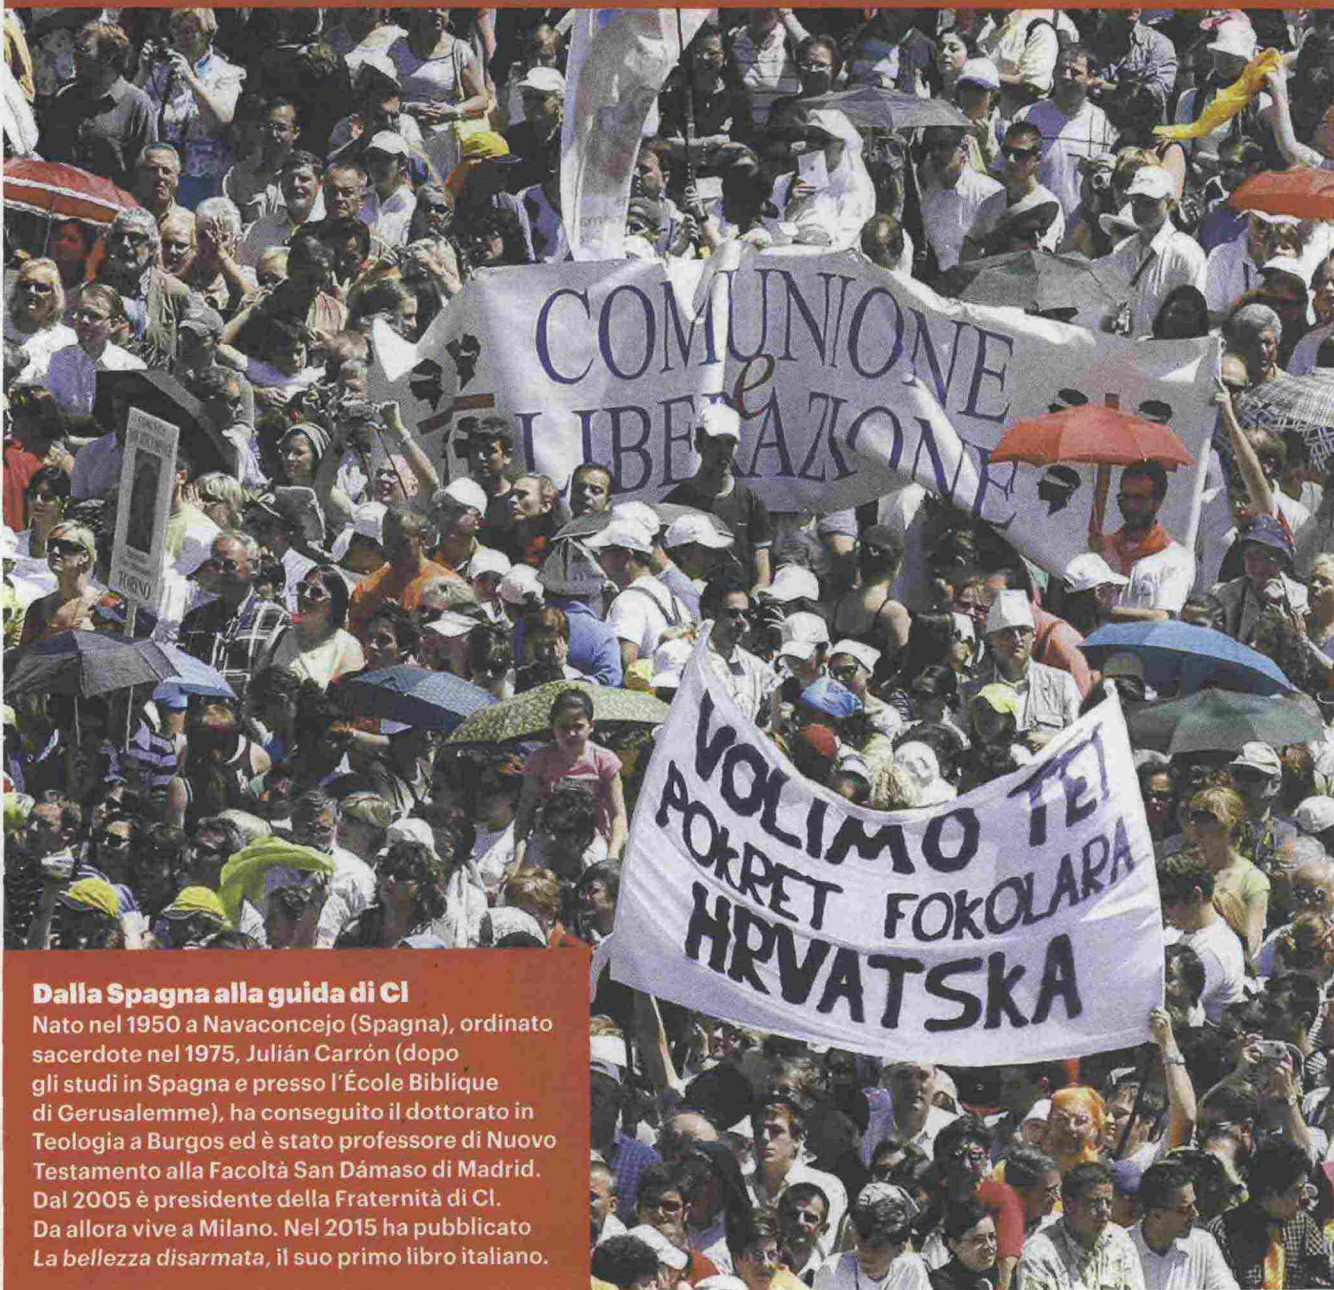 COMUNIONE
e
LIBERAZIONE
TORINO
VOLIMO TE!
POKRET FOKOLARA
HRVATSKA
Dalla Spagna alla guida di Cl
Nato nel 1950 a Navaconcejo (Spagna), ordinato
sacerdote nel 1975, Julián Carrón (dopo
gli studi in Spagna e presso l'École Biblique
di Gerusalemme), ha conseguito il dottorato in
Teologia a Burgos ed è stato professore di Nuovo
Testamento alla Facoltà San Dámaso di Madrid.
Dal 2005 è presidente della Fraternità di Cl.
Da allora vive a Milano. Nel 2015 ha pubblicato
La bellezza disarmata, il suo primo libro italiano.